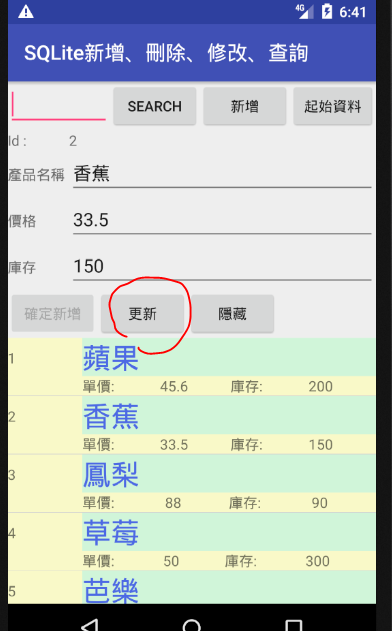 4G 6:41
SQLite新增、刪除、修改、查詢
SEARCH 新增 起始資料
Id : 2
產品名稱 香蕉
價格 33.5
庫存 150
確定新增 更新 隱藏
1 蘋果
單價: 45.6 庫存: 200
2 香蕉
單價: 33.5 庫存: 150
3 鳳梨
單價: 88 庫存: 90
4 草莓
單價: 50 庫存: 300
5 芭樂